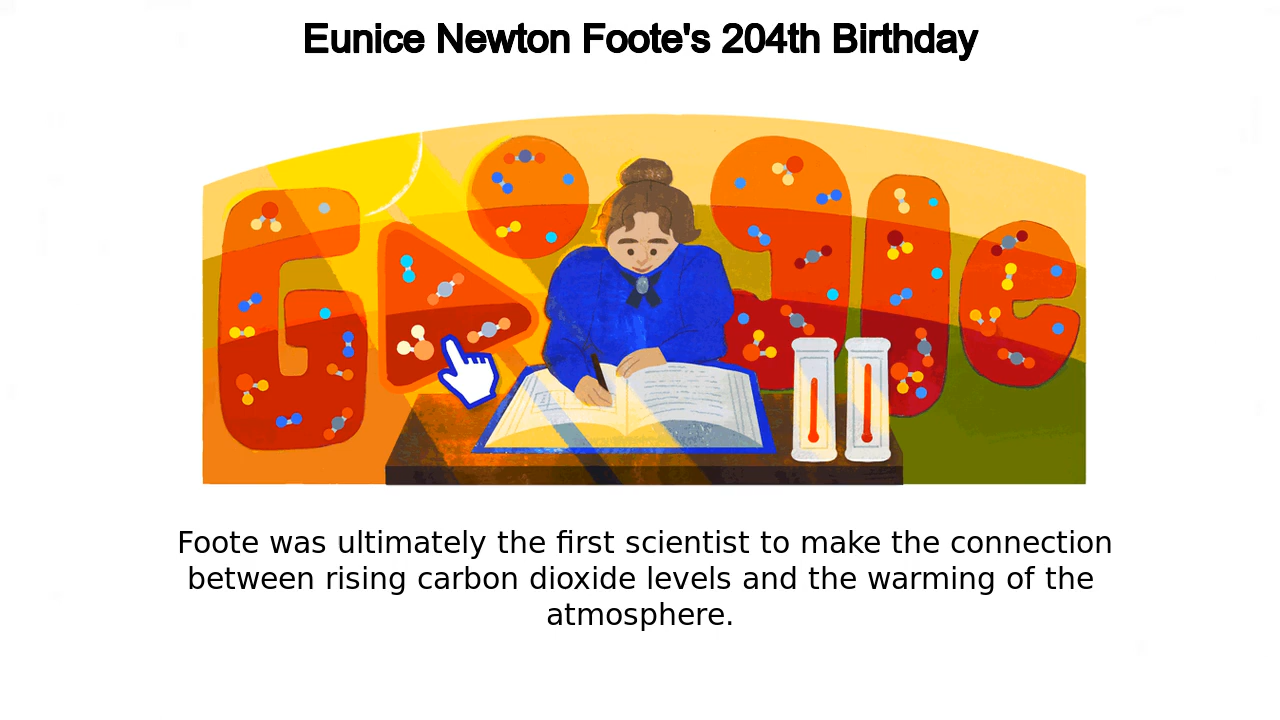 Eunice Newton Foote's 204th Birthday
G gle
Foote was ultimately the first scientist to make the connection
between rising carbon dioxide levels and the warming of the
atmosphere.